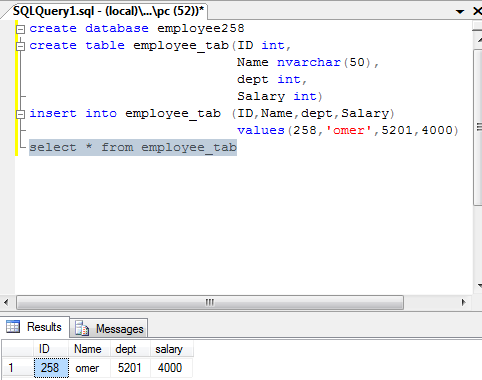 SQLQuery1.sql - (local)\...\pc (52))*
create database employee258
create table employee_tab(ID int,
Name nvarchar(50),
dept int,
Salary int)
insert into employee_tab (ID,Name,dept,Salary)
values(258,'omer',5201,4000)
select * from employee_tab
Results Messages
ID Name dept salary
1 258 omer 5201 4000